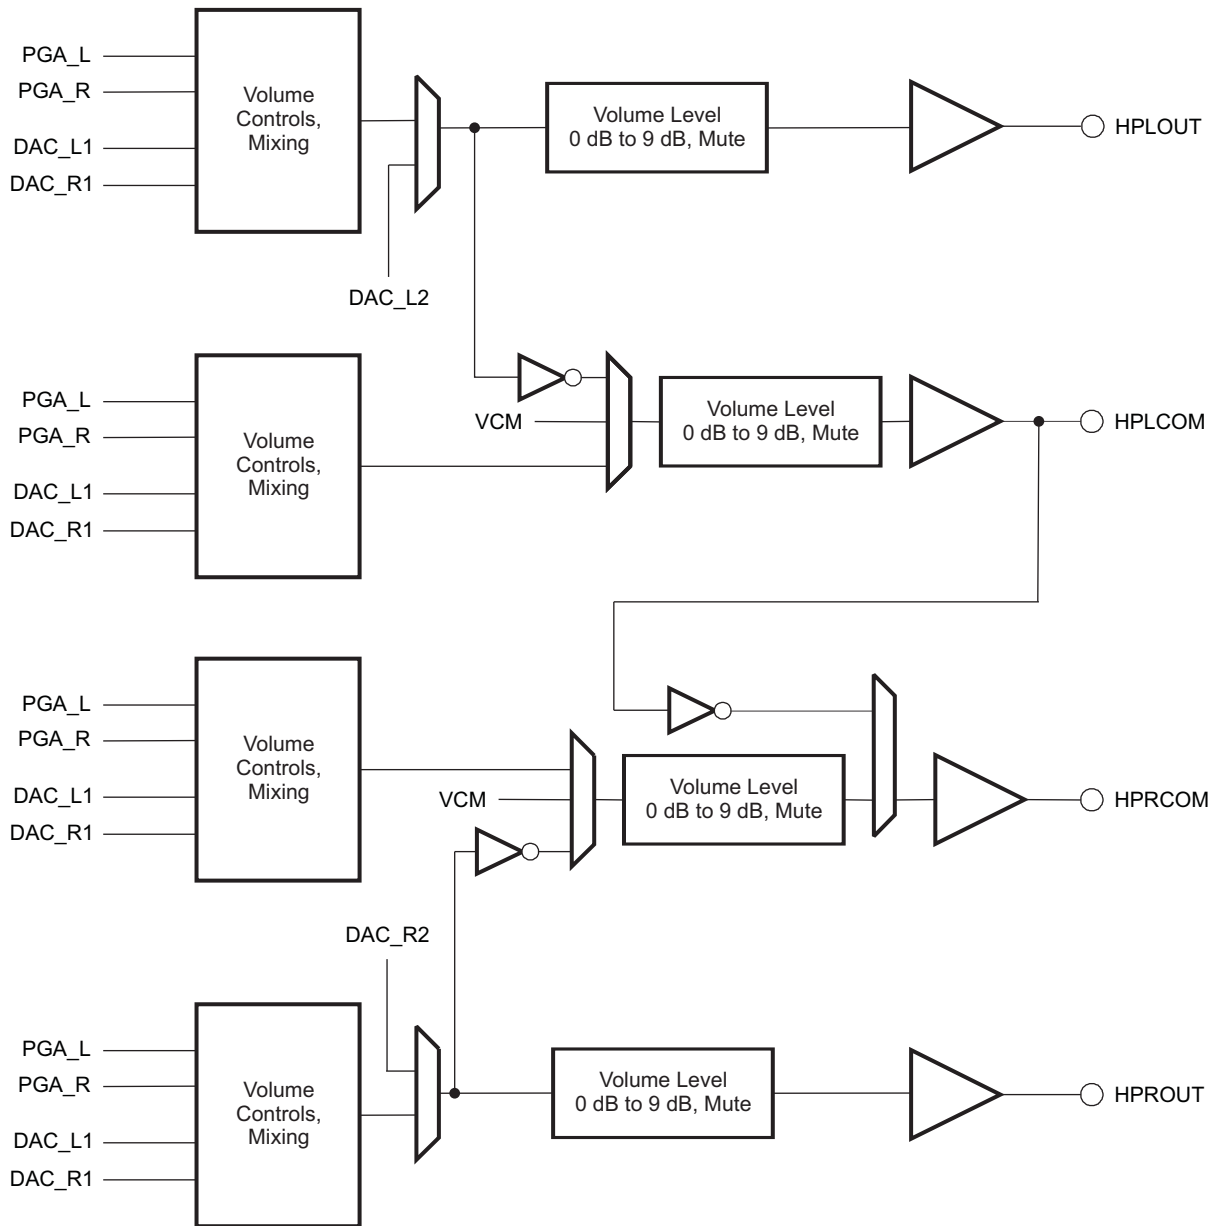 PGA_L
PGA_R
DAC_L1
DAC_R1
Volume
Controls,
Mixing
DAC_L2
Volume Level
0 dB to 9 dB, Mute
HPLOUT
PGA_L
PGA_R
DAC_L1
DAC_R1
Volume
Controls,
Mixing
VCM
Volume Level
0 dB to 9 dB, Mute
HPLCOM
PGA_L
PGA_R
DAC_L1
DAC_R1
Volume
Controls,
Mixing
VCM
Volume Level
0 dB to 9 dB, Mute
HPRCOM
DAC_R2
PGA_L
PGA_R
DAC_L1
DAC_R1
Volume
Controls,
Mixing
Volume Level
0 dB to 9 dB, Mute
HPROUT